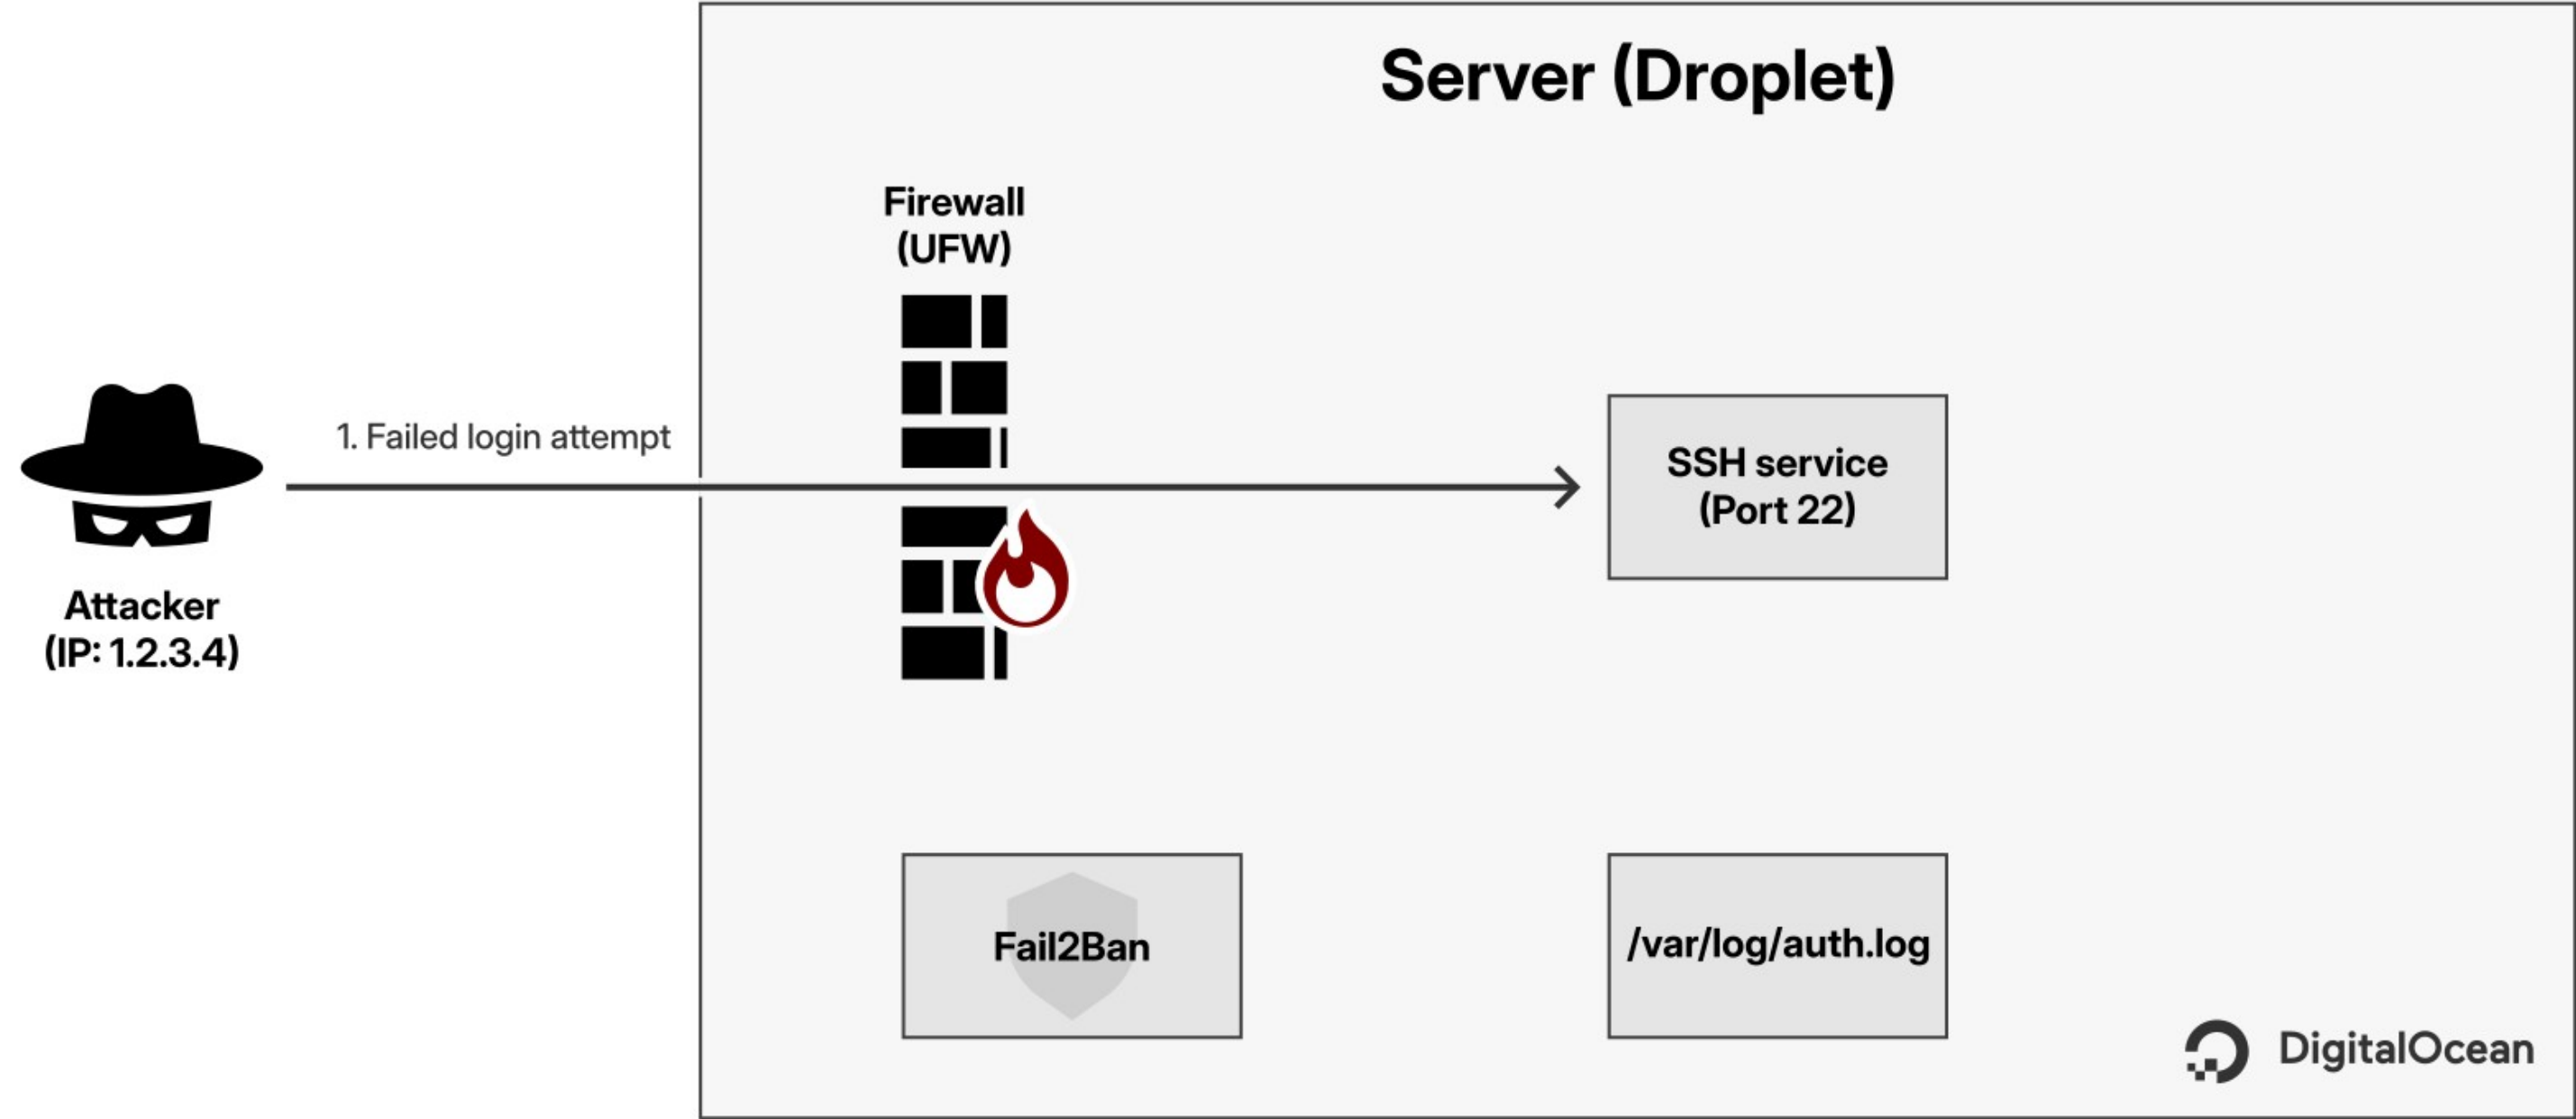 Server (Droplet)
Firewall
(UFW)
1. Failed login attempt
SSH service
(Port 22)
Attacker
(IP: 1.2.3.4)
Fail2Ban
/var/log/auth.log
DigitalOcean